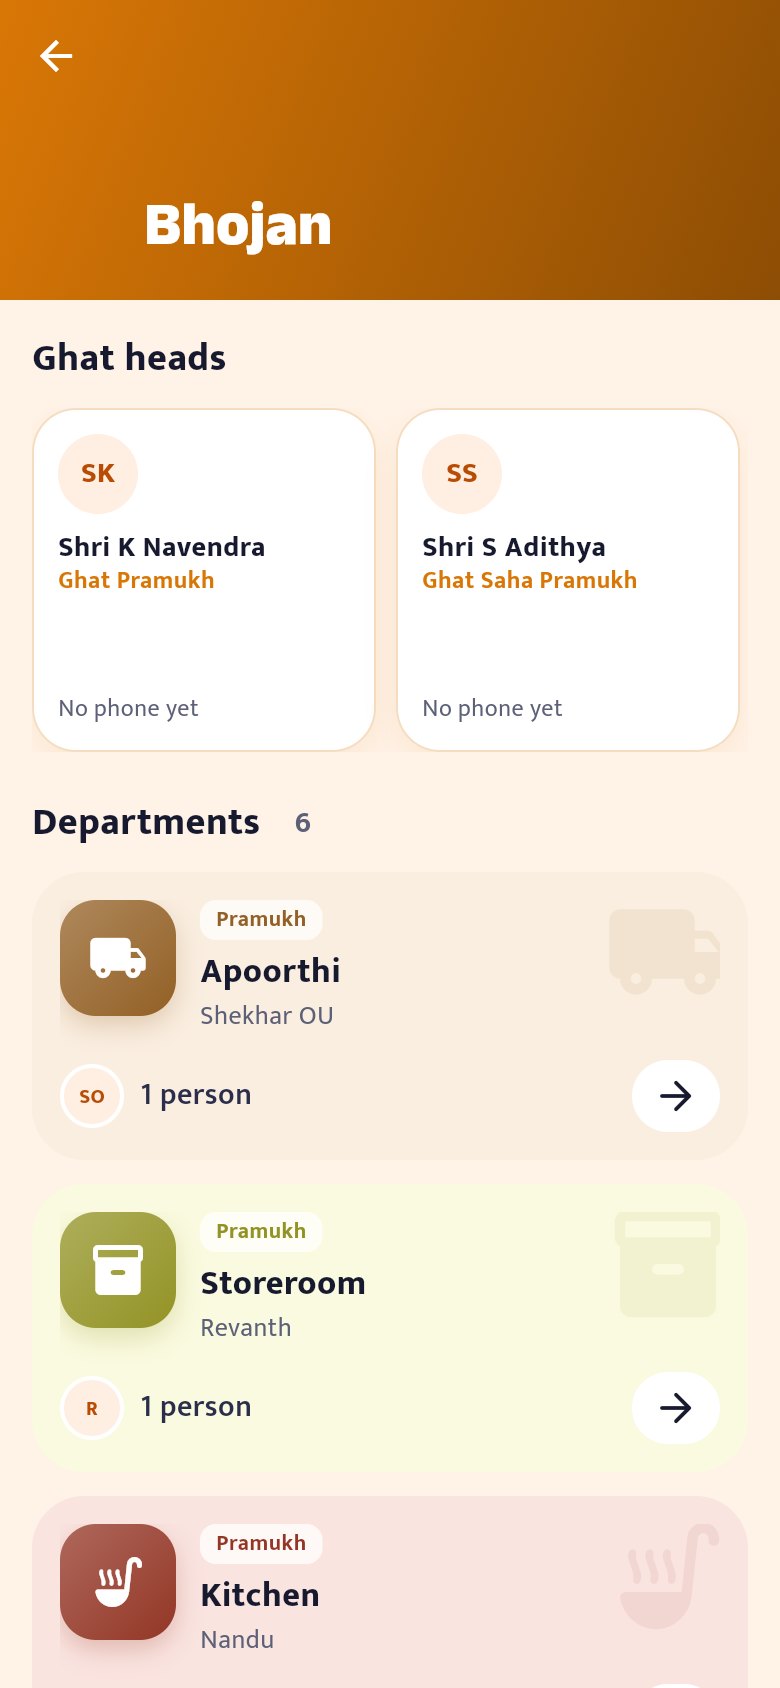 Bhojan
Ghat heads
SK
Shri K Navendra
Ghat Pramukh
No phone yet
SS
Shri S Adithya
Ghat Saha Pramukh
No phone yet
Departments 6
Pramukh
Apoorthi
Shekhar OU
SO 1 person
Pramukh
Storeroom
Revanth
R 1 person
Pramukh
Kitchen
Nandu